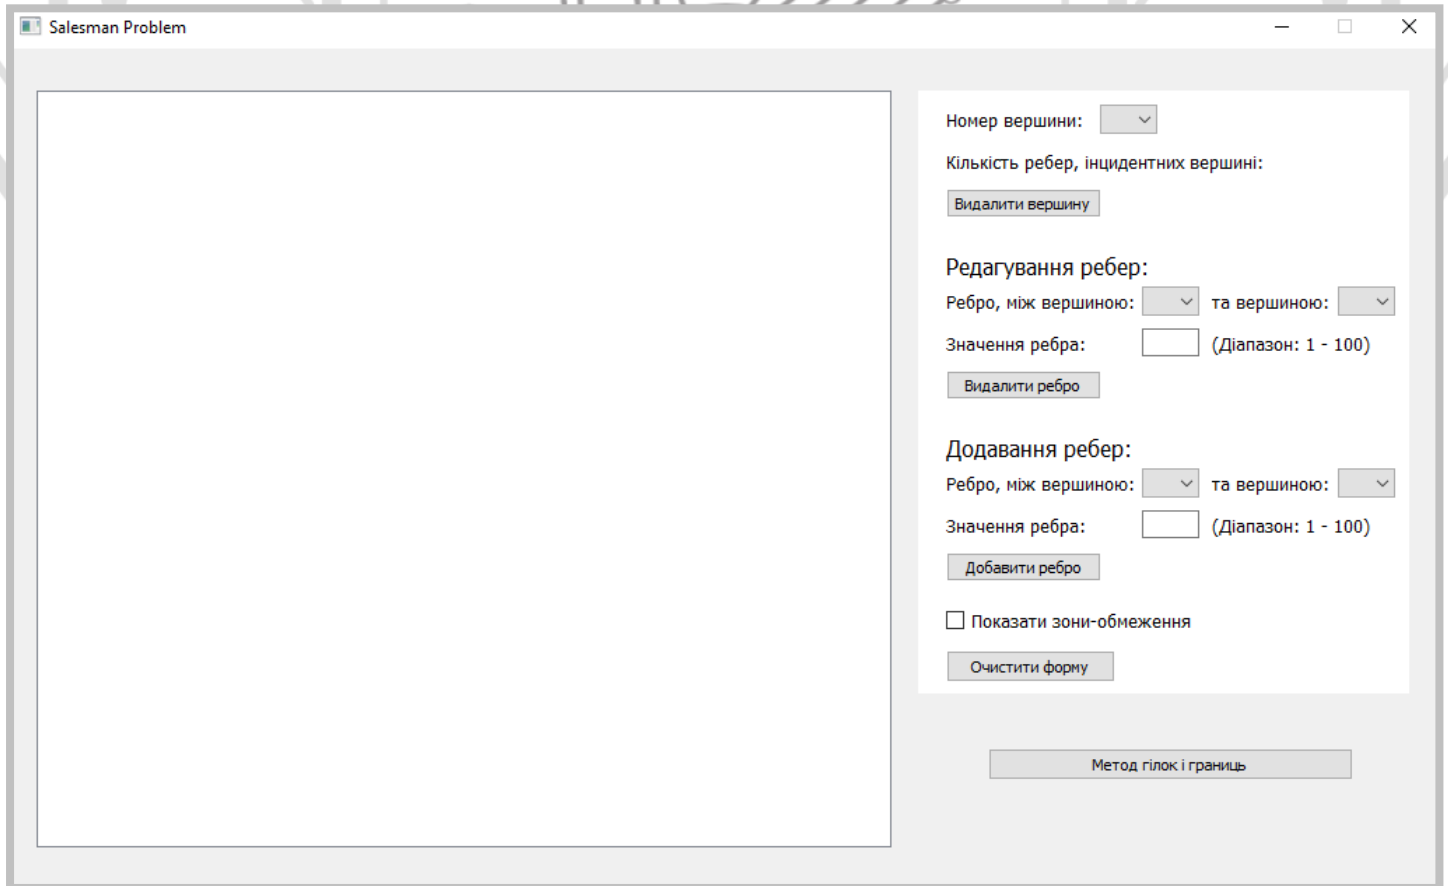 Salesman Problem
Номер вершини:
Кількість ребер, інцидентних вершині:
Видалити вершину
Редагування ребер:
Ребро, між вершиною: та вершиною:
Значення ребра: (Діапазон: 1 - 100)
Видалити ребро
Додавання ребер:
Ребро, між вершиною: та вершиною:
Значення ребра: (Діапазон: 1 - 100)
Добавити ребро
Показати зони-обмеження
Очистити форму
Метод гілок і границь